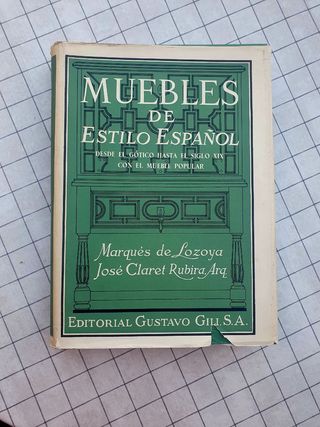 MUEBLES
DE
ESTILO ESPAÑOL
DESDE EL GÓTICO HASTA EL SIGLO XIX
CON EL MUEBLE POPULAR
Marqués de Lozoya
José Claret Rubira, Arq.
EDITORIAL GUSTAVO GILI, S.A.